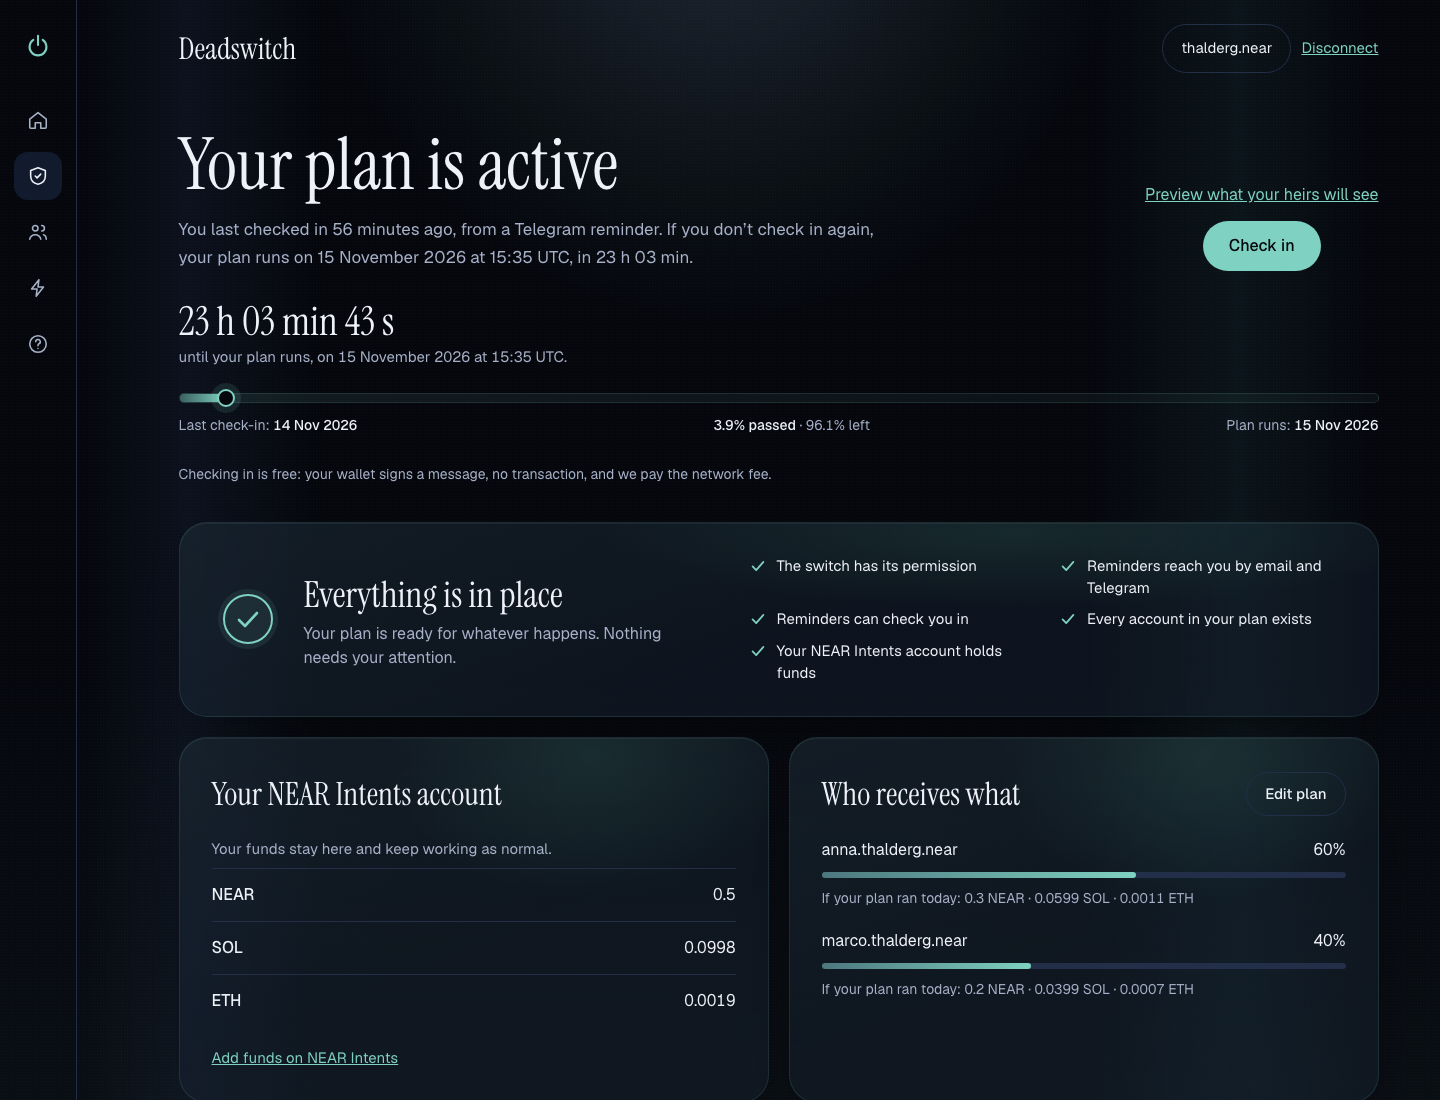 Deadswitch
thalderg.near
Disconnect
Your plan is active
Preview what your heirs will see
You last checked in 56 minutes ago, from a Telegram reminder. If you don’t check in again,
your plan runs on 15 November 2026 at 15:35 UTC, in 23 h 03 min.
Check in
23 h 03 min 43 s
until your plan runs, on 15 November 2026 at 15:35 UTC.
Last check-in: 14 Nov 2026
3.9% passed · 96.1% left
Plan runs: 15 Nov 2026
Checking in is free: your wallet signs a message, no transaction, and we pay the network fee.
Everything is in place
Your plan is ready for whatever happens. Nothing
needs your attention.
The switch has its permission
Reminders reach you by email and
Telegram
Reminders can check you in
Every account in your plan exists
Your NEAR Intents account holds
funds
Your NEAR Intents account
Your funds stay here and keep working as normal.
NEAR 0.5
SOL 0.0998
ETH 0.0019
Add funds on NEAR Intents
Who receives what
Edit plan
anna.thalderg.near 60%
If your plan ran today: 0.3 NEAR · 0.0599 SOL · 0.0011 ETH
marco.thalderg.near 40%
If your plan ran today: 0.2 NEAR · 0.0399 SOL · 0.0007 ETH